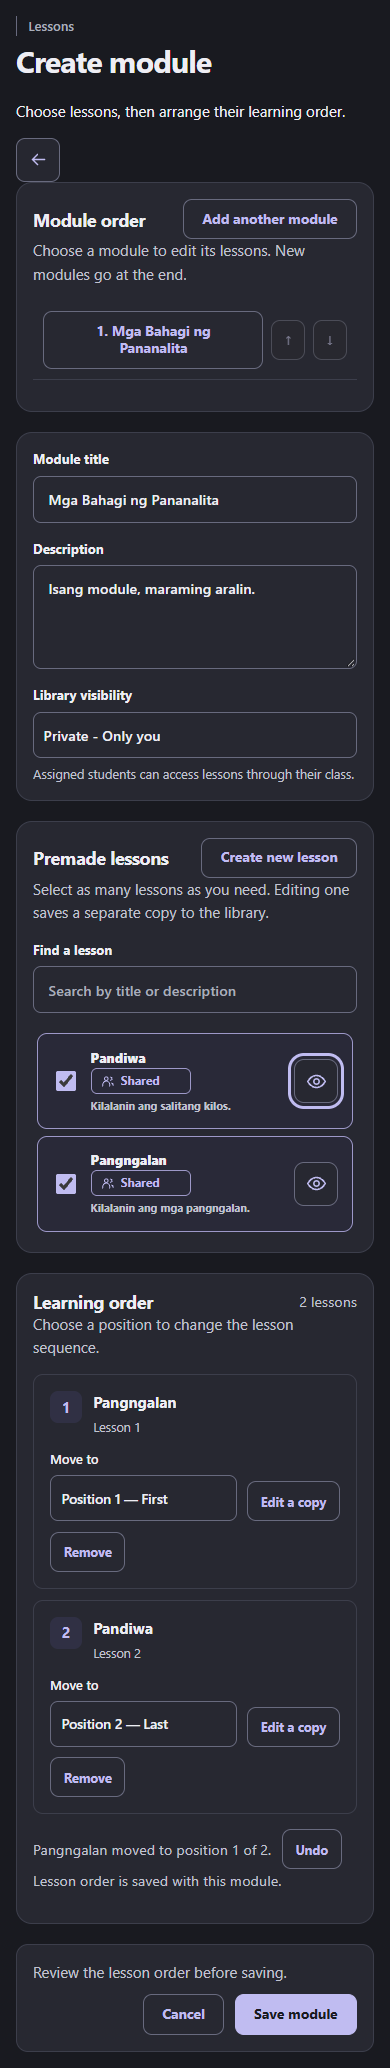 Lessons
Create module
Choose lessons, then arrange their learning order.
←
Module order
Add another module
Choose a module to edit its lessons. New
modules go at the end.
1. Mga Bahagi ng
Pananalita
↑
↓
Module title
Mga Bahagi ng Pananalita
Description
Isang module, maraming aralin.
Library visibility
Private - Only you
Assigned students can access lessons through their class.
Premade lessons
Create new lesson
Select as many lessons as you need. Editing one
saves a separate copy to the library.
Find a lesson
Search by title or description
Pandiwa
Shared
Kilalanin ang salitang kilos.
Pangngalan
Shared
Kilalanin ang mga pangngalan.
Learning order
2 lessons
Choose a position to change the lesson
sequence.
1
Pangngalan
Lesson 1
Move to
Position 1 — First
Edit a copy
Remove
2
Pandiwa
Lesson 2
Move to
Position 2 — Last
Edit a copy
Remove
Pangngalan moved to position 1 of 2.
Undo
Lesson order is saved with this module.
Review the lesson order before saving.
Cancel
Save module